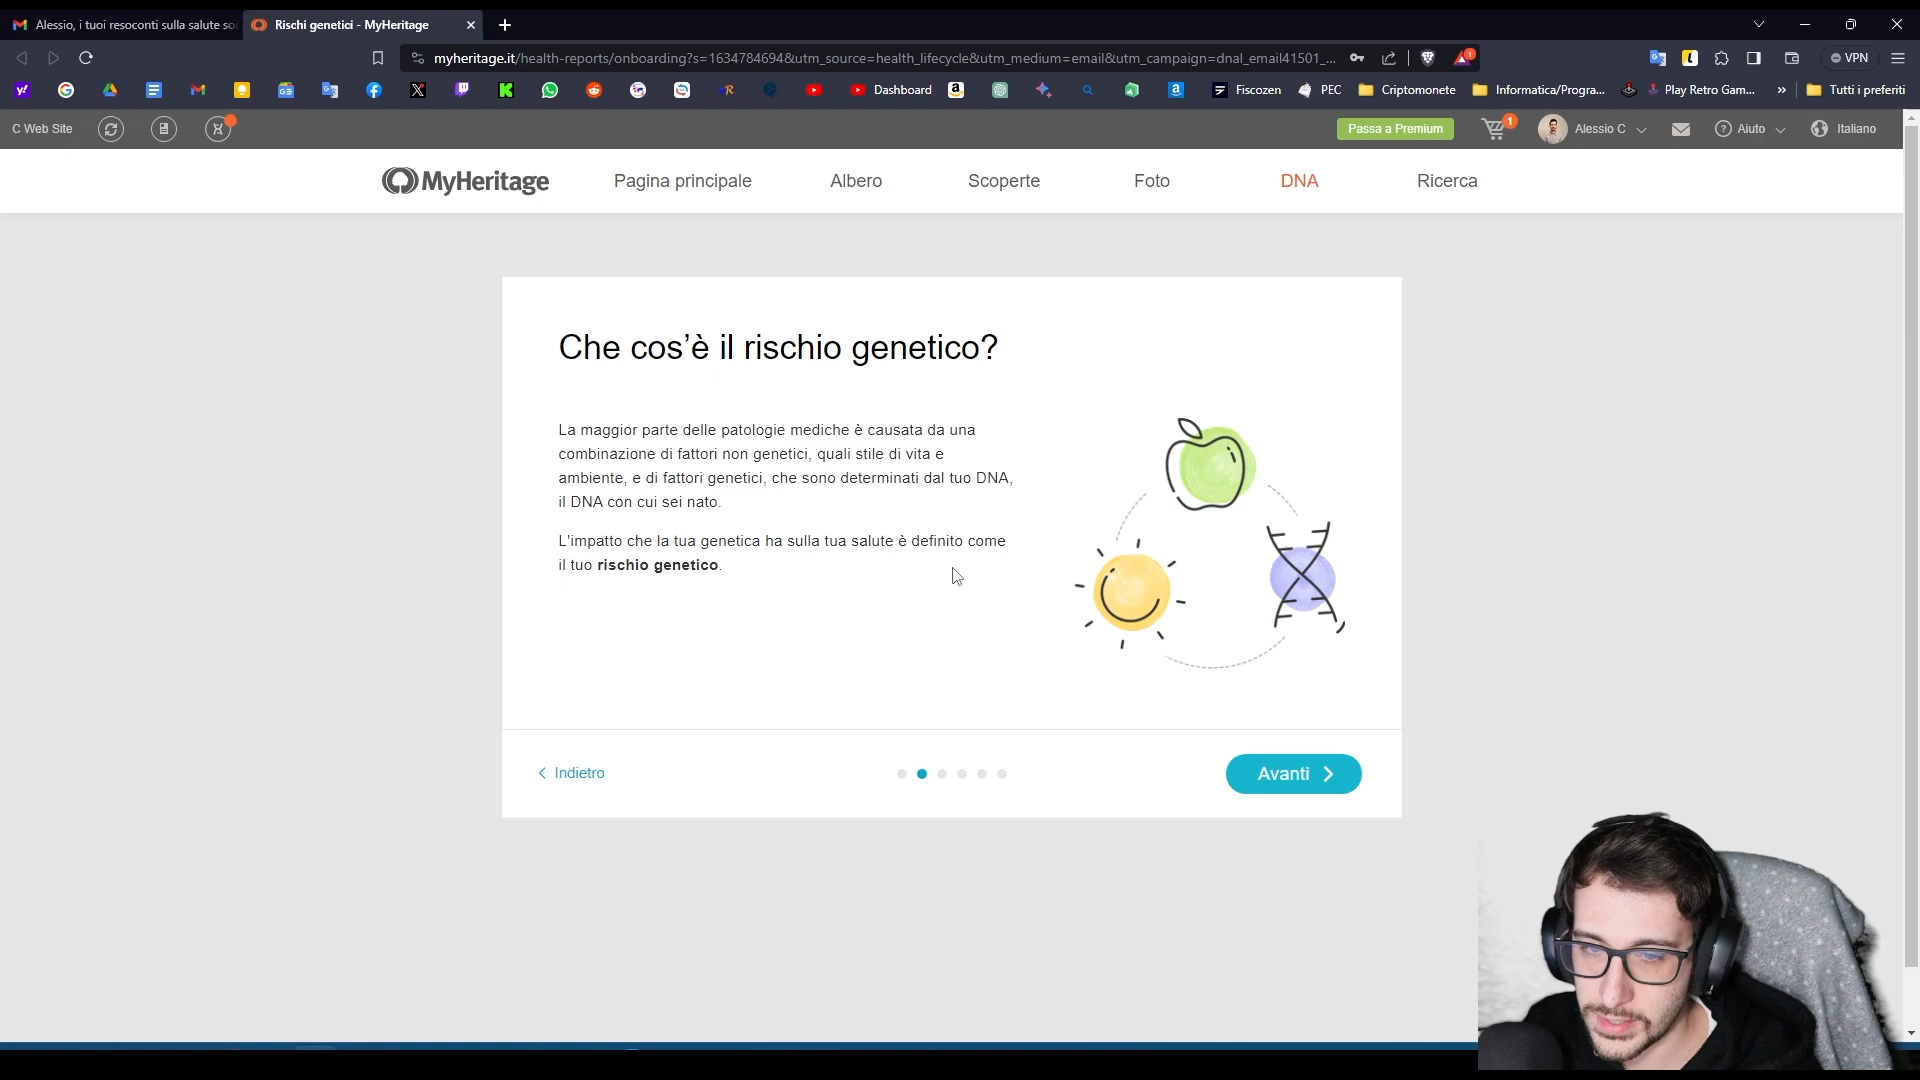 Alessio, i tuoi resoconti sulla salute so
Rischi genetici - MyHeritage
myheritage.it/health-reports/onboarding?s=1634784694&utm_source=health_lifecycle&utm_medium=email&utm_campaign=dnal_email41501_...
1
VPN
Dashboard
Fiscozen
PEC
Criptomonete
Informatica/Progra...
Play Retro Gam...
»
Tutti i preferiti
C Web Site
Passa a Premium
1
Alessio C
Aiuto
Italiano
MyHeritage
Pagina principale
Albero
Scoperte
Foto
DNA
Ricerca
Che cos’è il rischio genetico?
La maggior parte delle patologie mediche è causata da una
combinazione di fattori non genetici, quali stile di vita e
ambiente, e di fattori genetici, che sono determinati dal tuo DNA,
il DNA con cui sei nato.
L'impatto che la tua genetica ha sulla tua salute è definito come
il tuo rischio genetico.
Indietro
Avanti